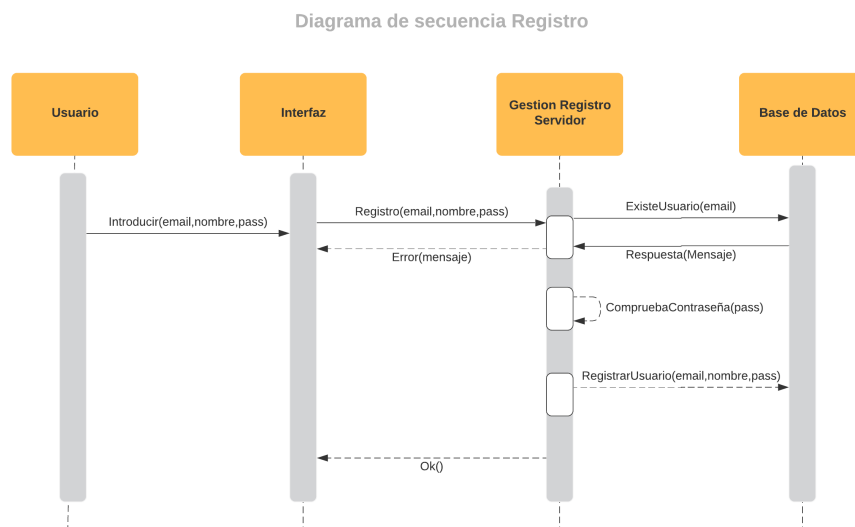 Diagrama de secuencia Registro
Usuario
Interfaz
Gestion Registro
Servidor
Base de Datos
Introducir(email,nombre,pass)
Registro(email,nombre,pass)
ExisteUsuario(email)
Error(mensaje)
Respuesta(Mensaje)
CompruebaContraseña(pass)
RegistrarUsuario(email,nombre,pass)
Ok()